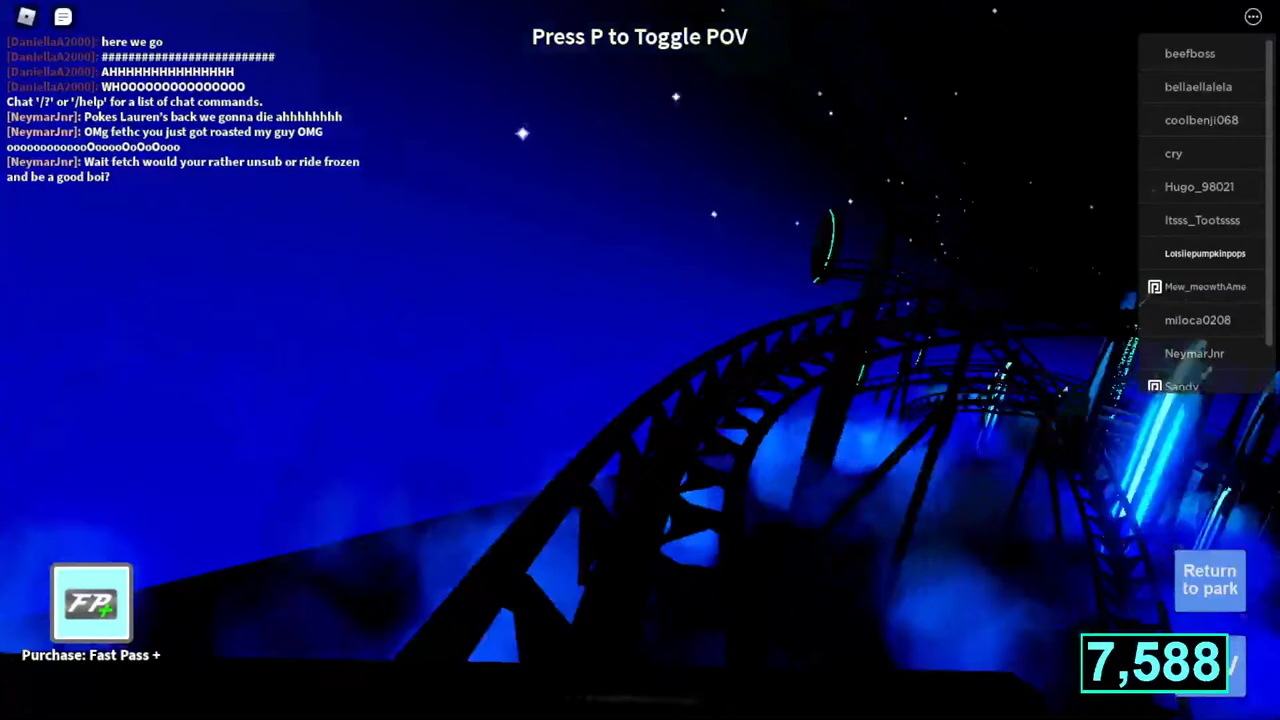 Press P to Toggle POV
[DaniellaA2000]: here we go
[DaniellaA2000]: ##########################
[DaniellaA2000]: AHHHHHHHHHHHHHHH
[DaniellaA2000]: WHOOOOOOOOOOOOOOO
Chat '/?' or '/help' for a list of chat commands.
[NeymarJnr]: Pokes Lauren's back we gonna die ahhhhhhhh
[NeymarJnr]: OMg fethc you just got roasted my guy OMG
ooooooooooooOooooOoOoOooo
[NeymarJnr]: Wait fetch would your rather unsub or ride frozen
and be a good boi?
beefboss
bellaellalela
coolbenji068
cry
Hugo_98021
Itsss_Tootssss
Lolsliepumpkinpops
Mew_meowthAme
miloca0208
NeymarJnr
Sandy
Return
to park
FP+
Purchase: Fast Pass +
7,588